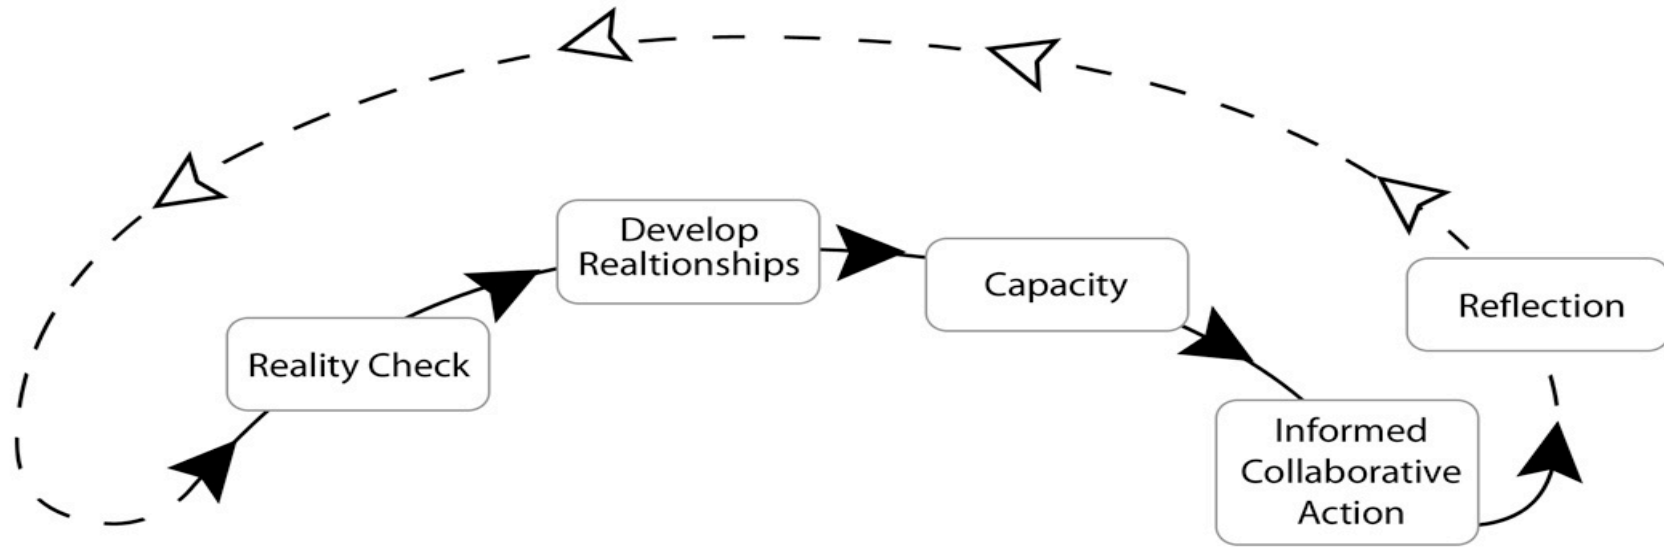 Reality Check
Develop
Realtionships
Capacity
Informed
Collaborative
Action
Reflection